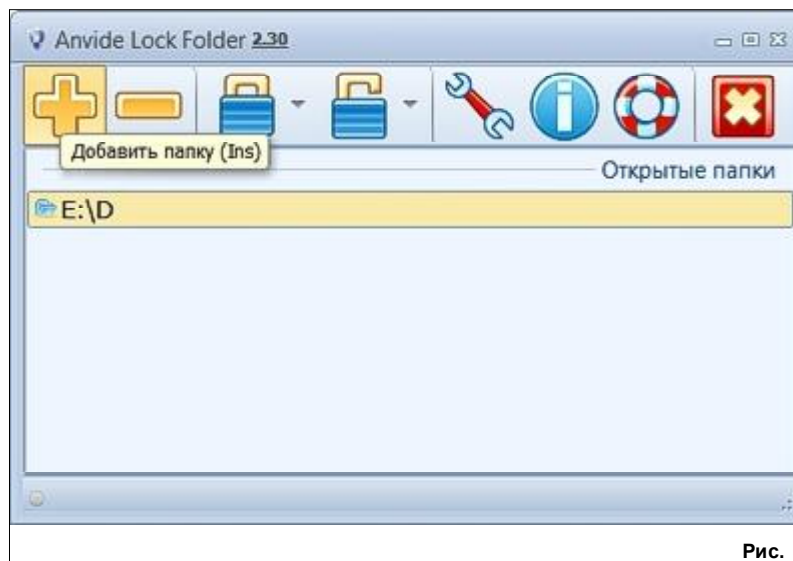 Anvide Lock Folder 2.30
Добавить папку (Ins)
Открытые папки
E:\D
Рис.